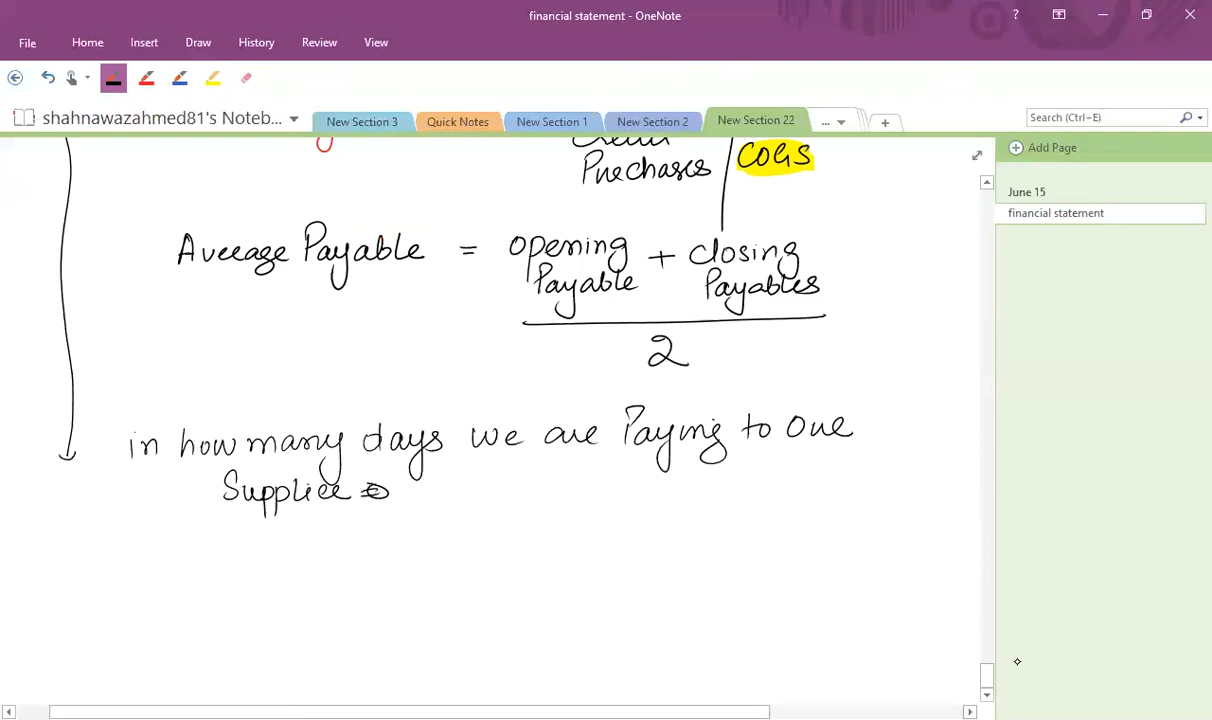 financial statement - OneNote
?
File Home Insert Draw History Review View
shahnawazahmed81's Noteb... New Section 3 Quick Notes New Section 1 New Section 2 New Section 22 ... +
Search (Ctrl+E)
Add Page
June 15
financial statement
Purchases COGS
Average Payable = opening Payable + closing Payables
2
in how many days we are Paying to One
Supplier